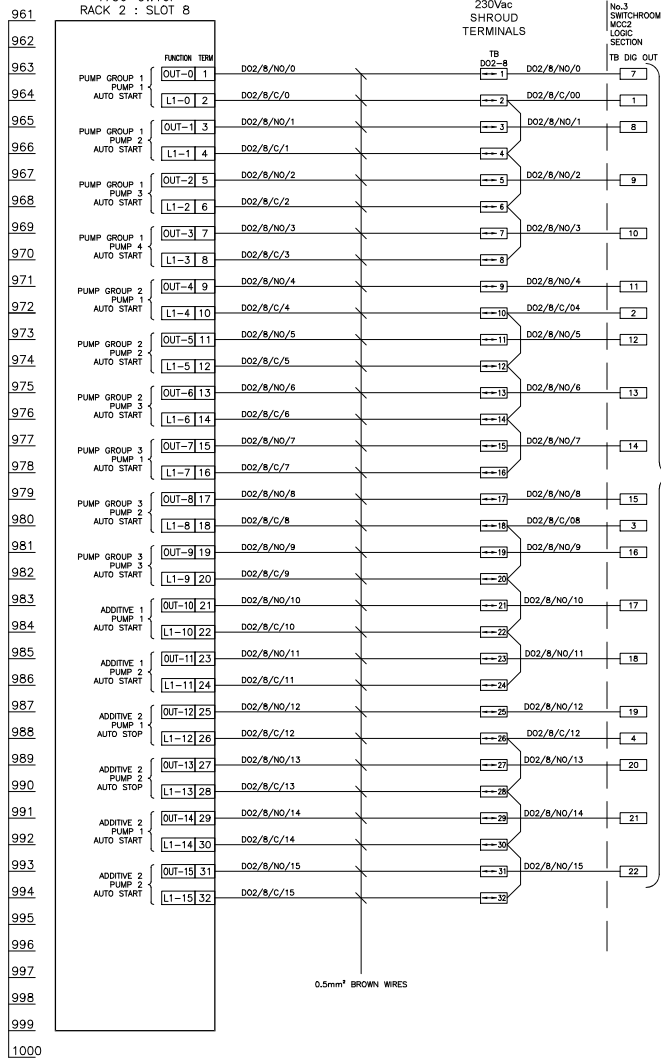 RACK 2 : SLOT 8
230Vac
SHROUD
TERMINALS
No.3
SWITCHROOM
MCC2
LOGIC
SECTION
FUNCTION TERM
TB
DO2-8
TB DIG OUT
961
962
963
PUMP GROUP 1
PUMP 1
AUTO START
OUT-0 1 DO2/8/NO/0 1 DO2/8/NO/0 7
964
L1-0 2 DO2/8/C/0 2 DO2/8/C/00 1
965
PUMP GROUP 1
PUMP 2
AUTO START
OUT-1 3 DO2/8/NO/1 3 DO2/8/NO/1 8
966
L1-1 4 DO2/8/C/1 4
967
PUMP GROUP 1
PUMP 3
AUTO START
OUT-2 5 DO2/8/NO/2 5 DO2/8/NO/2 9
968
L1-2 6 DO2/8/C/2 6
969
PUMP GROUP 1
PUMP 4
AUTO START
OUT-3 7 DO2/8/NO/3 7 DO2/8/NO/3 10
970
L1-3 8 DO2/8/C/3 8
971
PUMP GROUP 2
PUMP 1
AUTO START
OUT-4 9 DO2/8/NO/4 9 DO2/8/NO/4 11
972
L1-4 10 DO2/8/C/4 10 DO2/8/C/04 2
973
PUMP GROUP 2
PUMP 2
AUTO START
OUT-5 11 DO2/8/NO/5 11 DO2/8/NO/5 12
974
L1-5 12 DO2/8/C/5 12
975
PUMP GROUP 2
PUMP 3
AUTO START
OUT-6 13 DO2/8/NO/6 13 DO2/8/NO/6 13
976
L1-6 14 DO2/8/C/6 14
977
PUMP GROUP 3
PUMP 1
AUTO START
OUT-7 15 DO2/8/NO/7 15 DO2/8/NO/7 14
978
L1-7 16 DO2/8/C/7 16
979
PUMP GROUP 3
PUMP 2
AUTO START
OUT-8 17 DO2/8/NO/8 17 DO2/8/NO/8 15
980
L1-8 18 DO2/8/C/8 18 DO2/8/C/08 3
981
PUMP GROUP 3
PUMP 3
AUTO START
OUT-9 19 DO2/8/NO/9 19 DO2/8/NO/9 16
982
L1-9 20 DO2/8/C/9 20
983
ADDITIVE 1
PUMP 1
AUTO START
OUT-10 21 DO2/8/NO/10 21 DO2/8/NO/10 17
984
L1-10 22 DO2/8/C/10 22
985
ADDITIVE 1
PUMP 2
AUTO START
OUT-11 23 DO2/8/NO/11 23 DO2/8/NO/11 18
986
L1-11 24 DO2/8/C/11 24
987
ADDITIVE 2
PUMP 1
AUTO STOP
OUT-12 25 DO2/8/NO/12 25 DO2/8/NO/12 19
988
L1-12 26 DO2/8/C/12 26 DO2/8/C/12 4
989
ADDITIVE 2
PUMP 2
AUTO STOP
OUT-13 27 DO2/8/NO/13 27 DO2/8/NO/13 20
990
L1-13 28 DO2/8/C/13 28
991
ADDITIVE 2
PUMP 1
AUTO START
OUT-14 29 DO2/8/NO/14 29 DO2/8/NO/14 21
992
L1-14 30 DO2/8/C/14 30
993
ADDITIVE 2
PUMP 2
AUTO START
OUT-15 31 DO2/8/NO/15 31 DO2/8/NO/15 22
994
L1-15 32 DO2/8/C/15 32
995
996
997
0.5mm² BROWN WIRES
998
999
1000